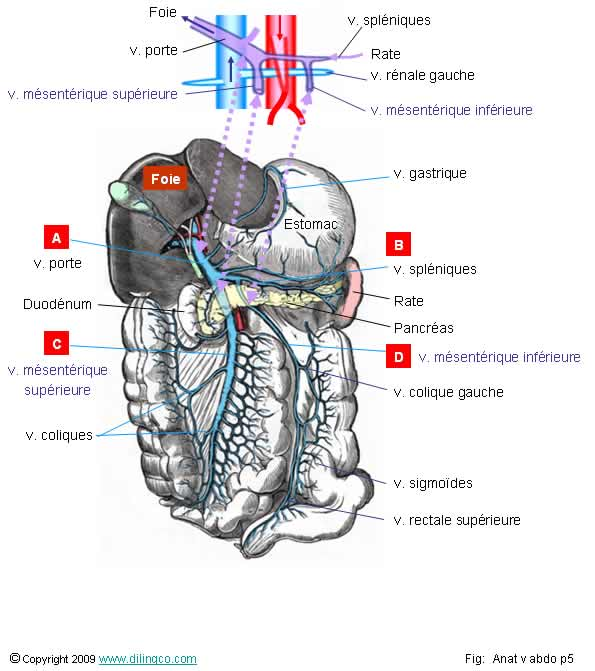 Foie
v. spléniques
v. porte
Rate
v. rénale gauche
v. mésentérique supérieure
v. mésentérique inférieure
v. gastrique
Foie
Estomac
A
B
v. porte
v. spléniques
Duodénum
Rate
Pancréas
C
D v. mésentérique inférieure
v. mésentérique
supérieure
v. colique gauche
v. coliques
v. sigmoïdes
v. rectale supérieure
© Copyright 2009 www.dilingco.com
Fig: Anat v abdo p5